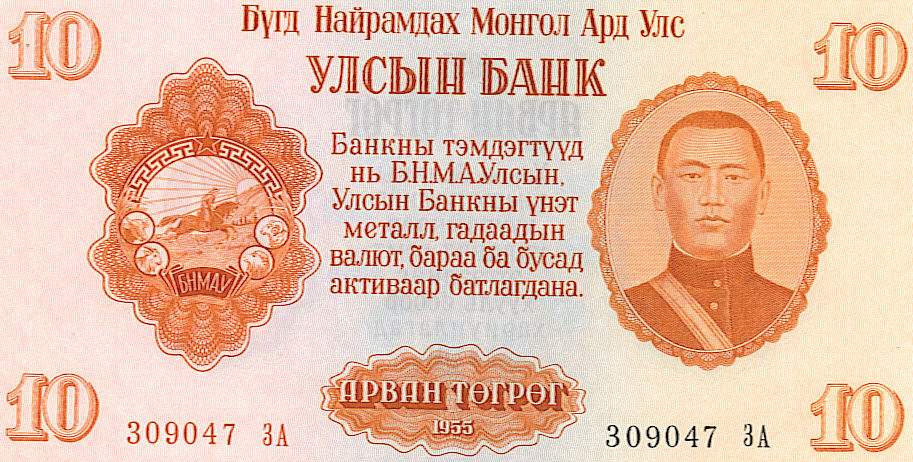 10 Бүгд Найрамдах Монгол Ард Улс 10
УЛСЫН БАНК
Банкны тэмдэгтүүд
нь Б.Н.М.А.Улсын,
Улсын Банкны үнэт
металл, гадаадын
валют, бараа ба бусад
активаар батлагдана.
БНМАУ
10 АРВАН ТӨГРӨГ 10
1955
309047 ЗА 309047 ЗА